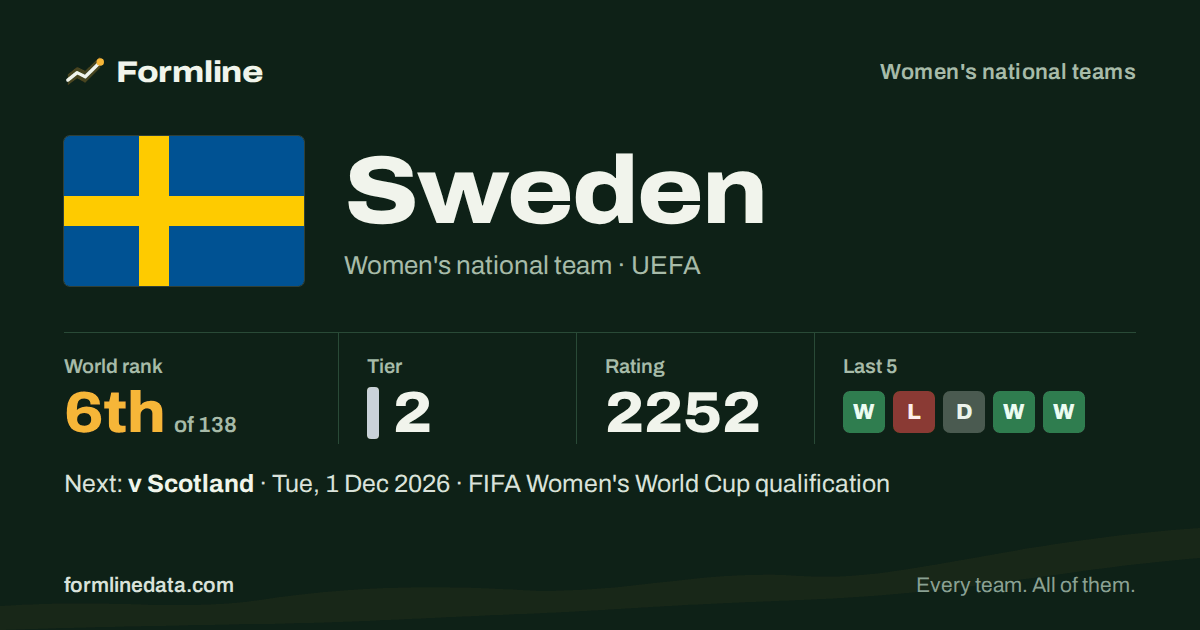 Formline
Women's national teams
Sweden
Women's national team · UEFA
World rank
6th of 138
Tier
2
Rating
2252
Last 5
W L D W W
Next: v Scotland · Tue, 1 Dec 2026 · FIFA Women's World Cup qualification
formlinedata.com
Every team. All of them.